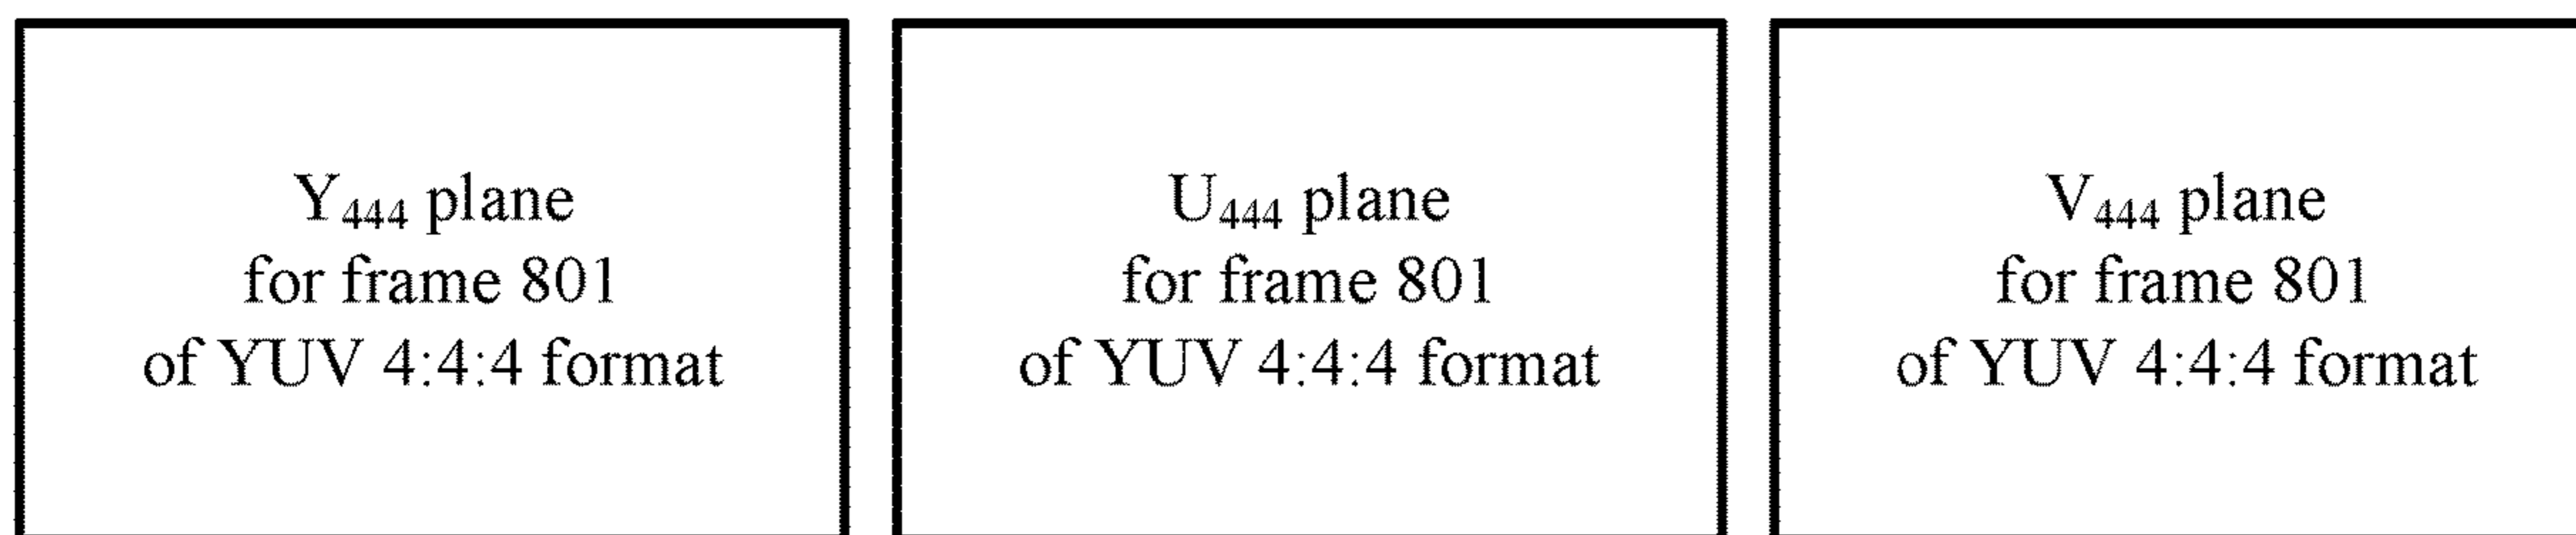 Y₄₄₄ plane
for frame 801
of YUV 4:4:4 format
U₄₄₄ plane
for frame 801
of YUV 4:4:4 format
V₄₄₄ plane
for frame 801
of YUV 4:4:4 format